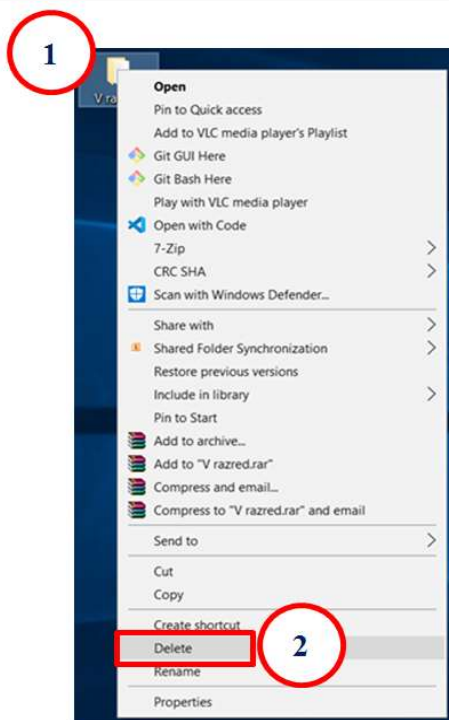 1
V ra
Open
Pin to Quick access
Add to VLC media player's Playlist
Git GUI Here
Git Bash Here
Play with VLC media player
Open with Code
7-Zip
CRC SHA
Scan with Windows Defender...
Share with
Shared Folder Synchronization
Restore previous versions
Include in library
Pin to Start
Add to archive...
Add to "V razred.rar"
Compress and email...
Compress to "V razred.rar" and email
Send to
Cut
Copy
Create shortcut
Delete
2
Rename
Properties